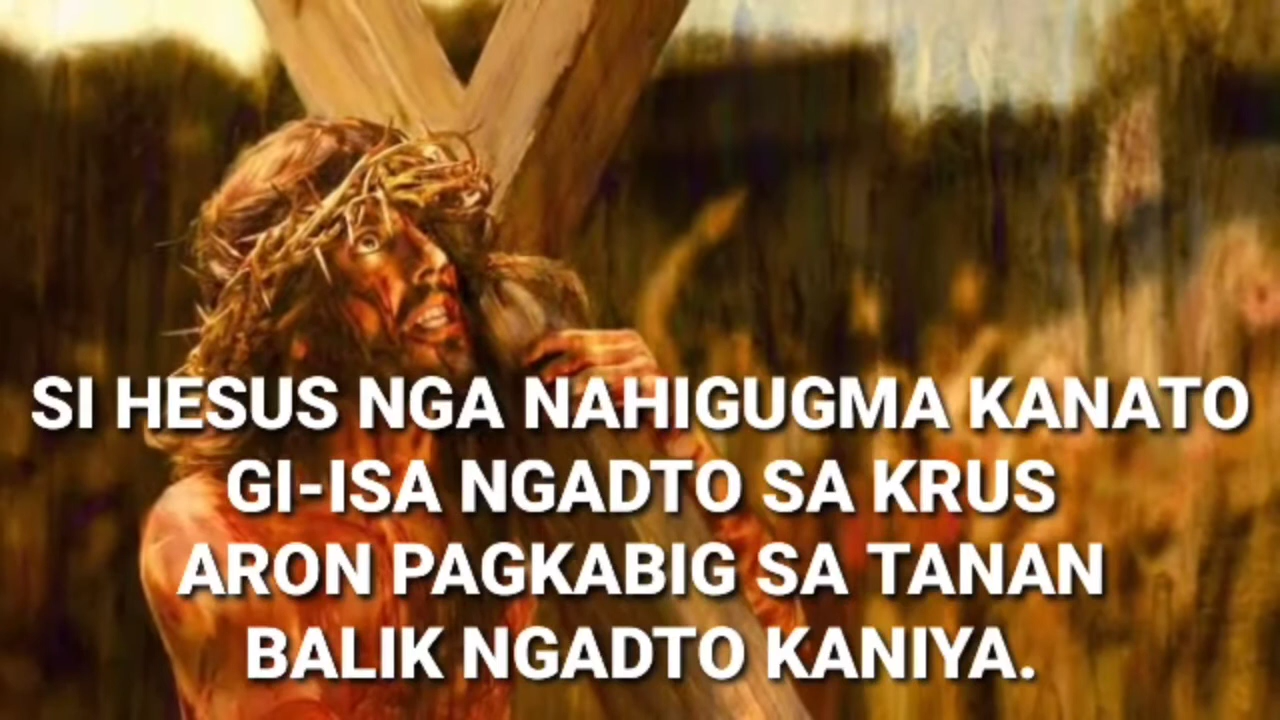 SI HESUS NGA NAHIGUGMA KANATO
GI-ISA NGADTO SA KRUS
ARON PAGKABIG SA TANAN
BALIK NGADTO KANIYA.